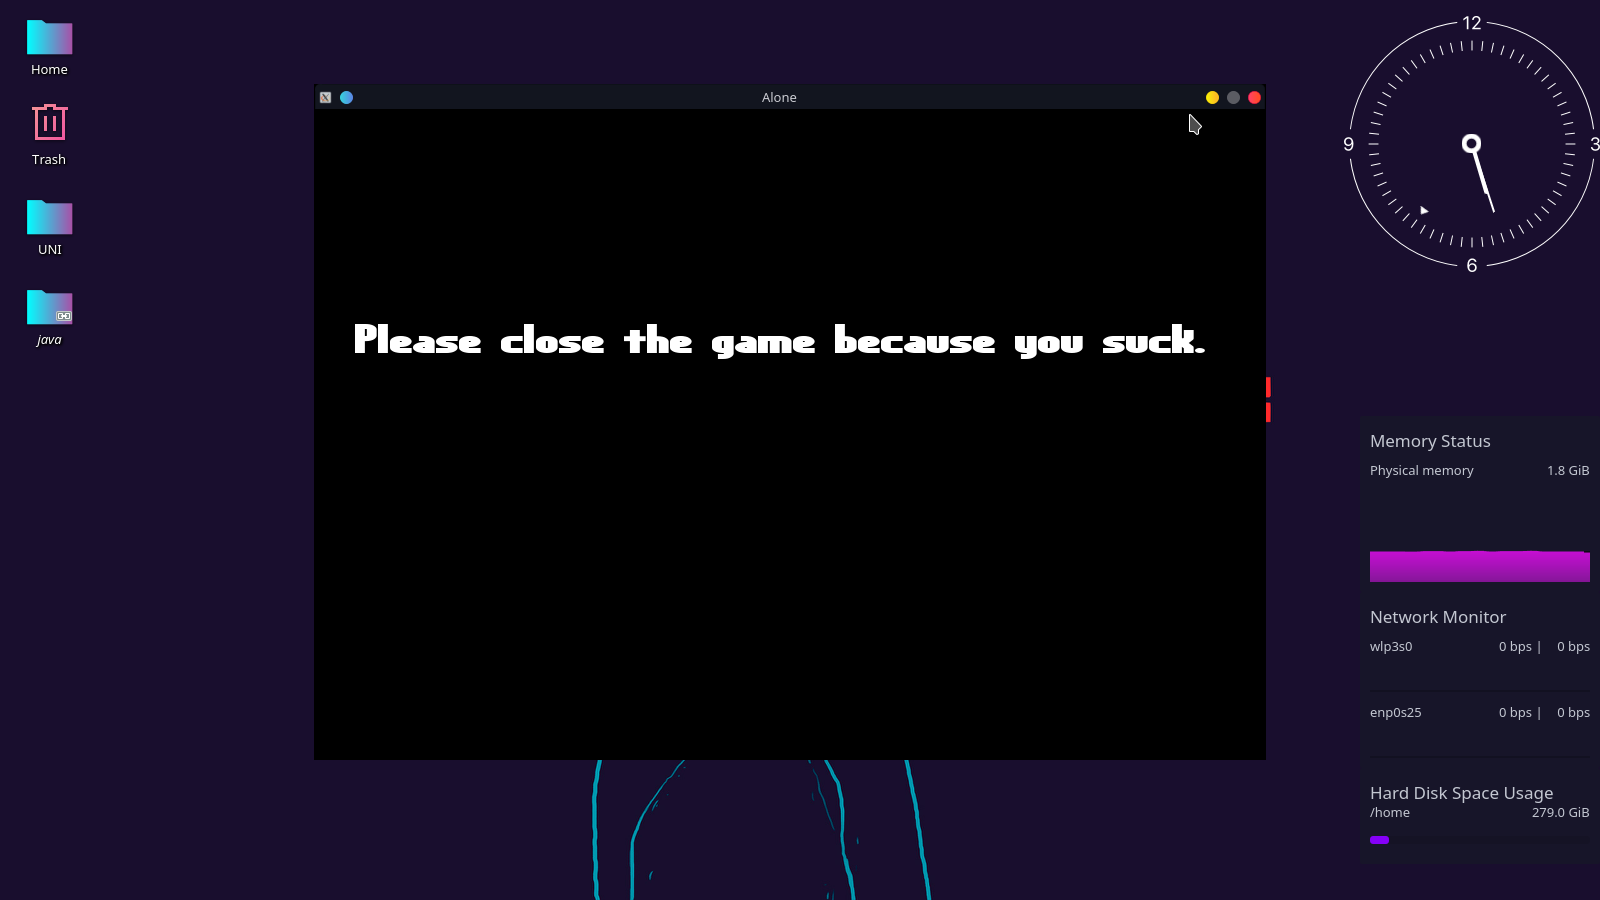 Home
Trash
UNI
java
Alone
Please close the game because you suck.
12
3
6
9
Memory Status
Physical memory 1.8 GiB
Network Monitor
wlp3s0 0 bps | 0 bps
enp0s25 0 bps | 0 bps
Hard Disk Space Usage
/home 279.0 GiB